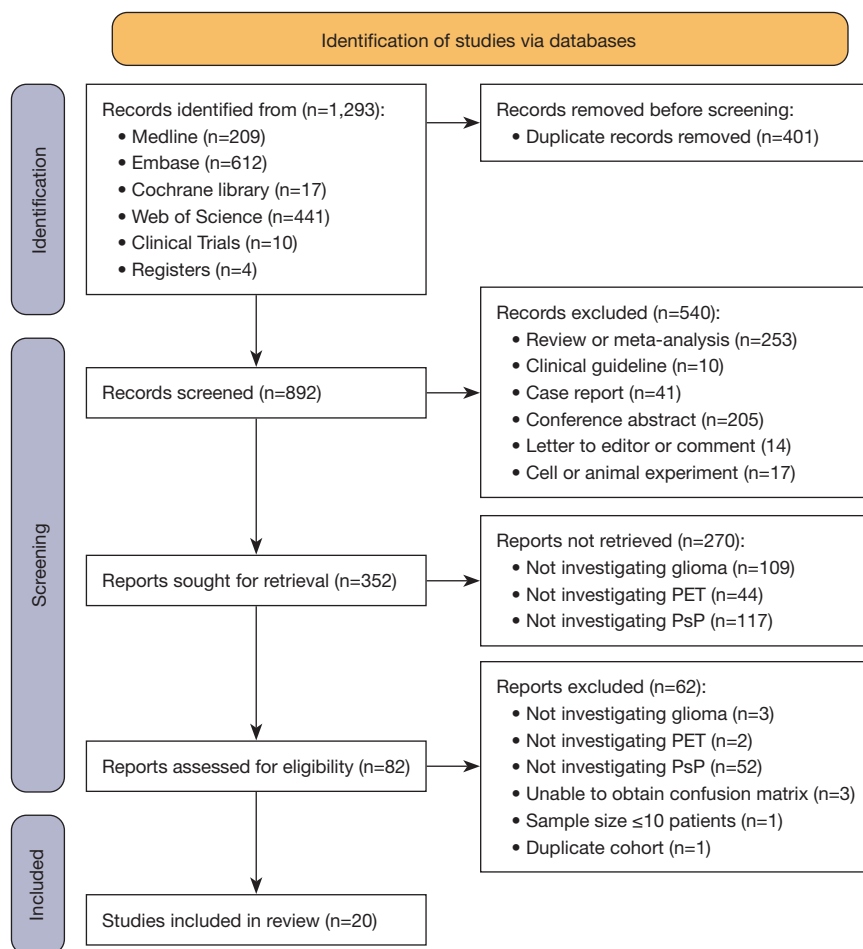 Identification of studies via databases
Identification
Records identified from (n=1,293):
• Medline (n=209)
• Embase (n=612)
• Cochrane library (n=17)
• Web of Science (n=441)
• Clinical Trials (n=10)
• Registers (n=4)
Records removed before screening:
• Duplicate records removed (n=401)
Screening
Records screened (n=892)
Records excluded (n=540):
• Review or meta-analysis (n=253)
• Clinical guideline (n=10)
• Case report (n=41)
• Conference abstract (n=205)
• Letter to editor or comment (14)
• Cell or animal experiment (n=17)
Reports sought for retrieval (n=352)
Reports not retrieved (n=270):
• Not investigating glioma (n=109)
• Not investigating PET (n=44)
• Not investigating PsP (n=117)
Reports assessed for eligibility (n=82)
Reports excluded (n=62):
• Not investigating glioma (n=3)
• Not investigating PET (n=2)
• Not investigating PsP (n=52)
• Unable to obtain confusion matrix (n=3)
• Sample size ≤10 patients (n=1)
• Duplicate cohort (n=1)
Included
Studies included in review (n=20)